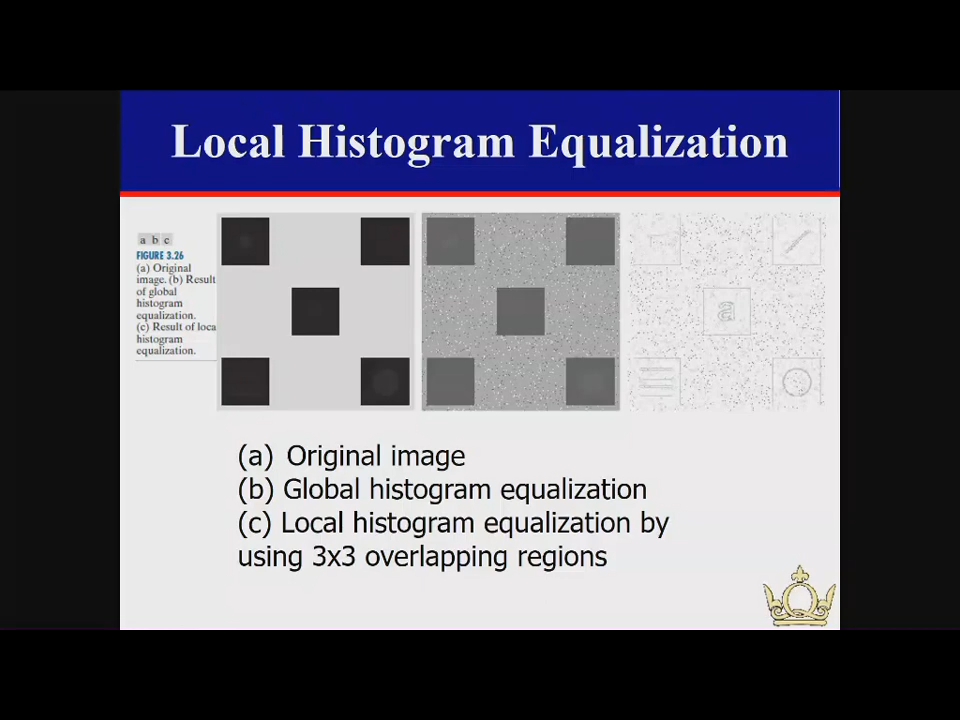 Local Histogram Equalization
a b c
FIGURE 3.26
(a) Original
image. (b) Result
of global
histogram
equalization.
(c) Result of loca
histogram
equalization.
a
(a) Original image
(b) Global histogram equalization
(c) Local histogram equalization by
using 3x3 overlapping regions